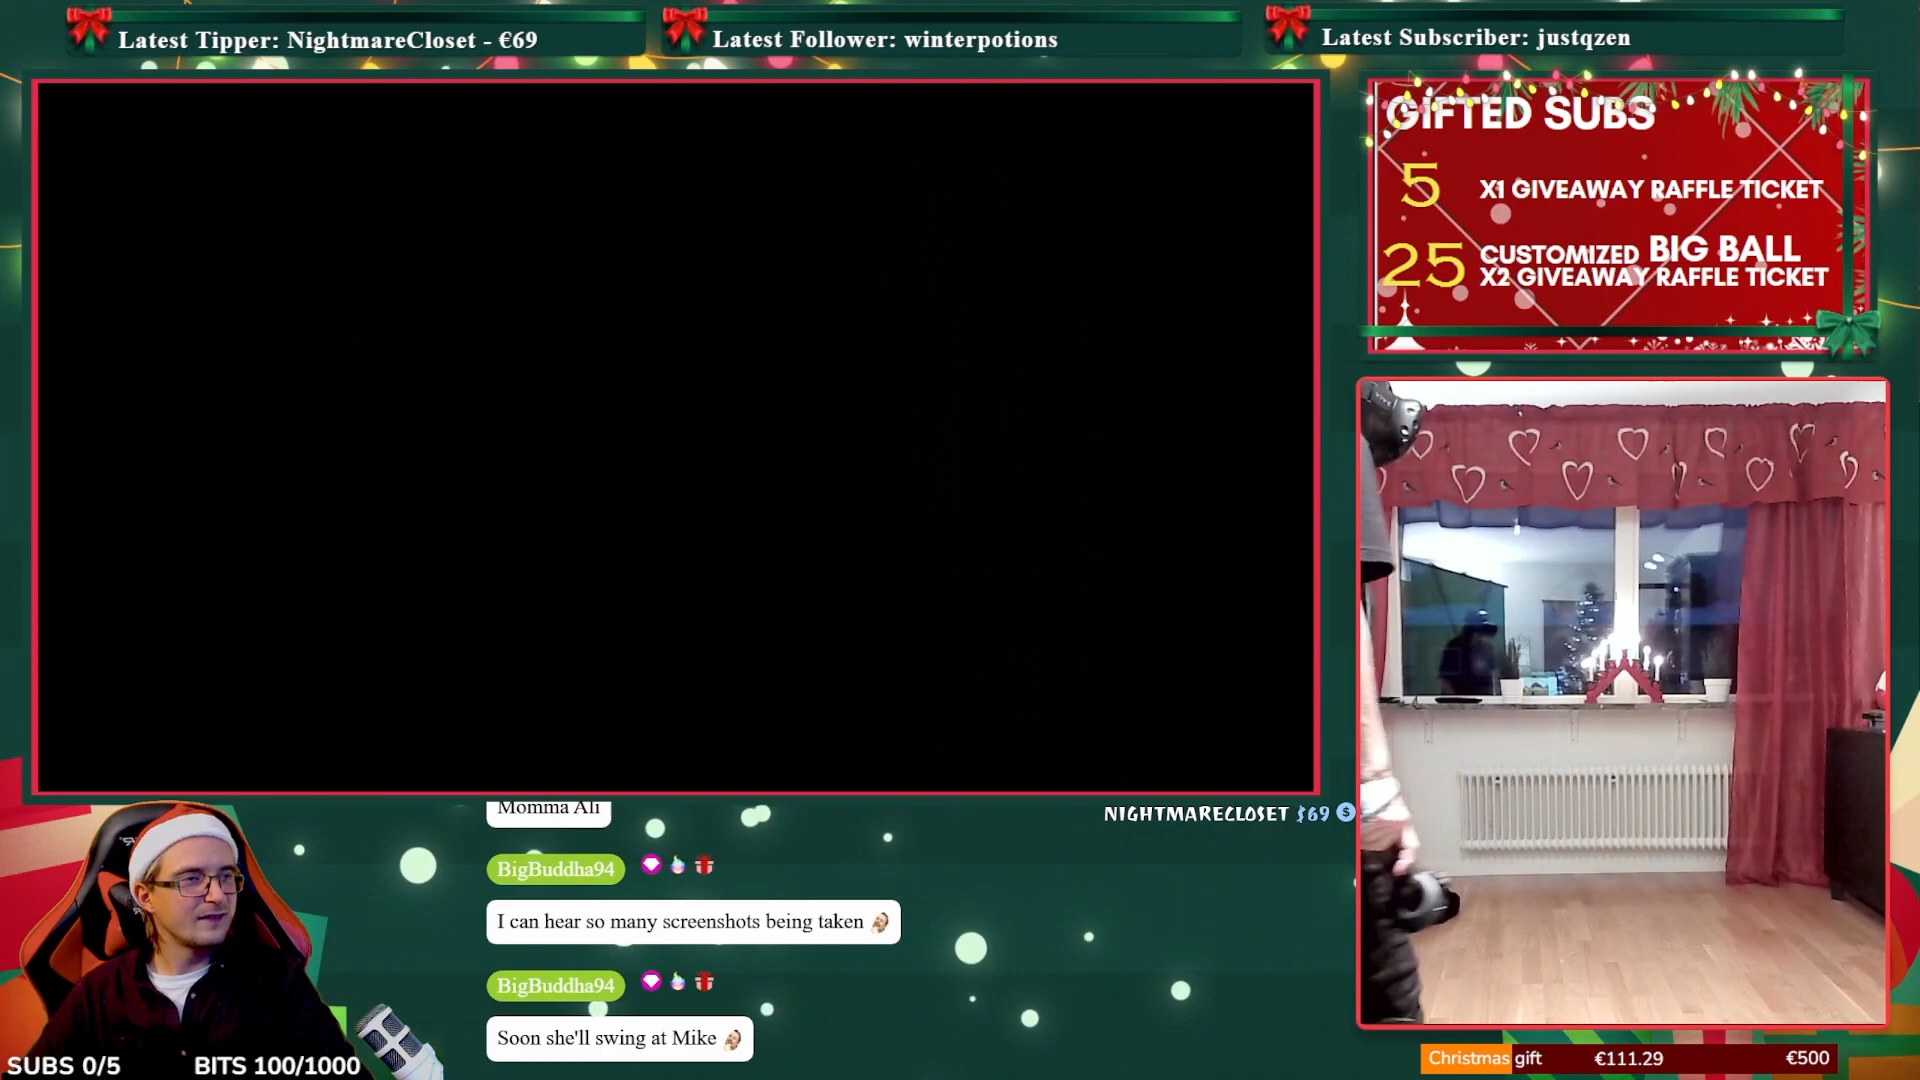 Latest Tipper: NightmareCloset - €69
Latest Follower: winterpotions
Latest Subscriber: justqzen
GIFTED SUBS
5 X1 GIVEAWAY RAFFLE TICKET
25 CUSTOMIZED BIG BALL
X2 GIVEAWAY RAFFLE TICKET
VIVE
Momma Ali
NIGHTMARECLOSET $69
BigBuddha94
I can hear so many screenshots being taken
BigBuddha94
Soon she'll swing at Mike
SUBS 0/5 BITS 100/1000
Christmas gift €111.29 €500